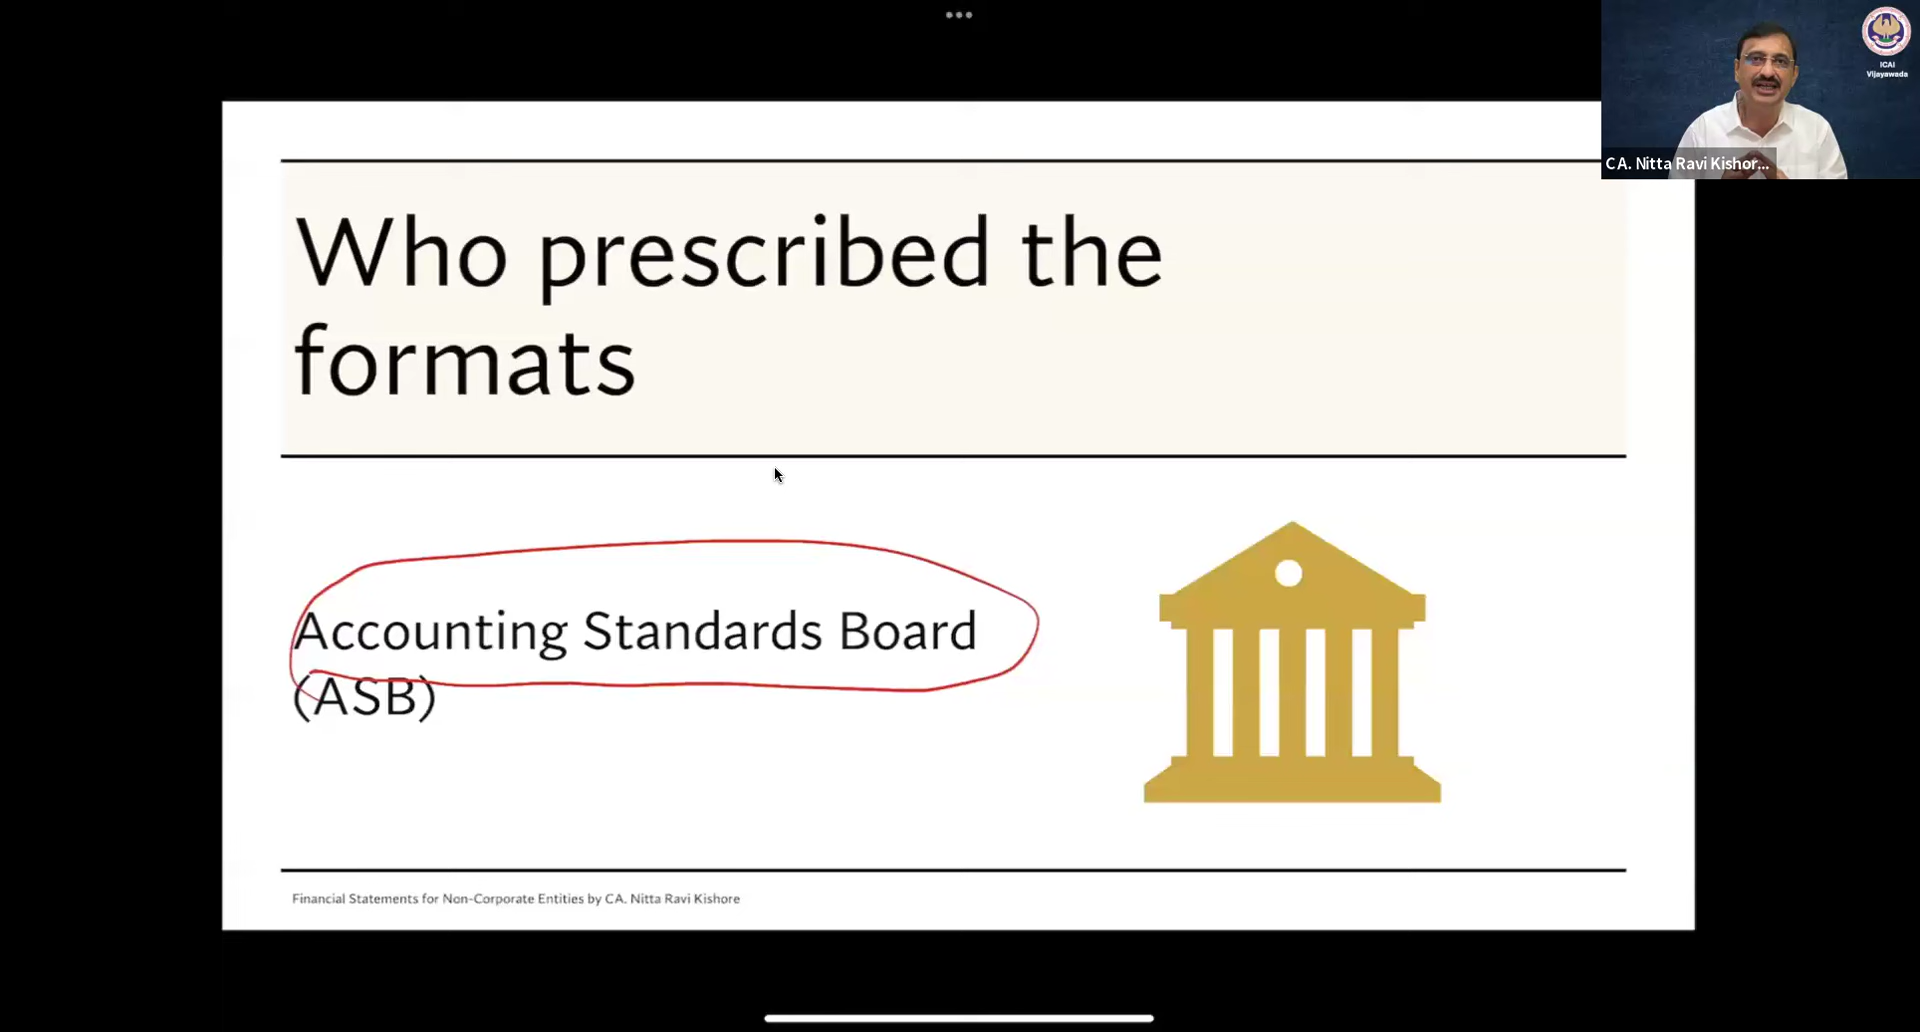 ICAI
Vijayawada
CA. Nitta Ravi Kishor...
Who prescribed the
formats
Accounting Standards Board
(ASB)
Financial Statements for Non-Corporate Entities by CA. Nitta Ravi Kishore